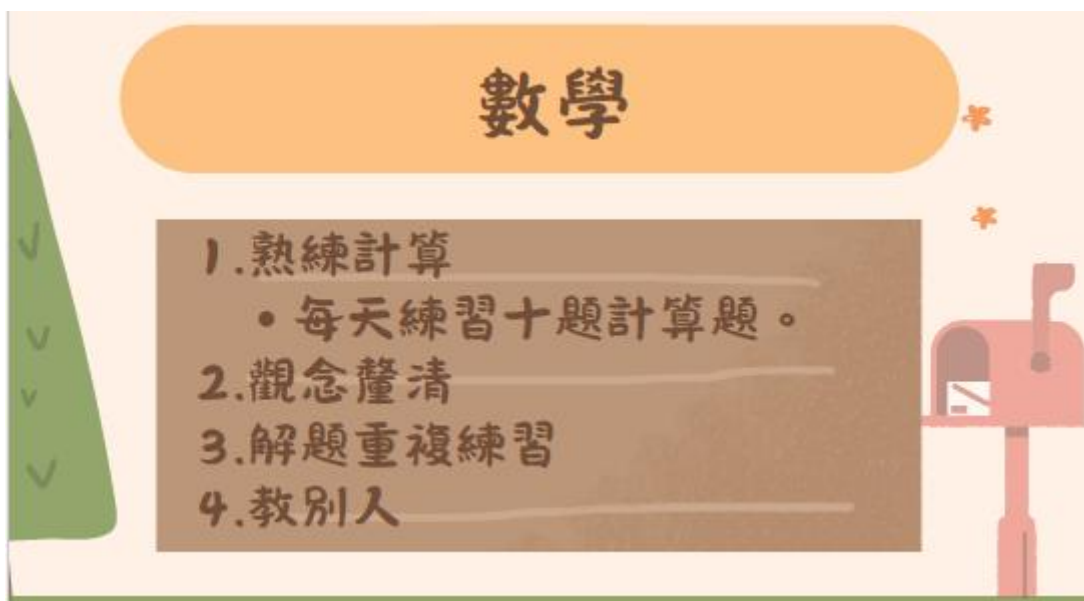 數學
1.熟練計算
• 每天練習十題計算題。
2.觀念釐清
3.解題重複練習
4.教別人